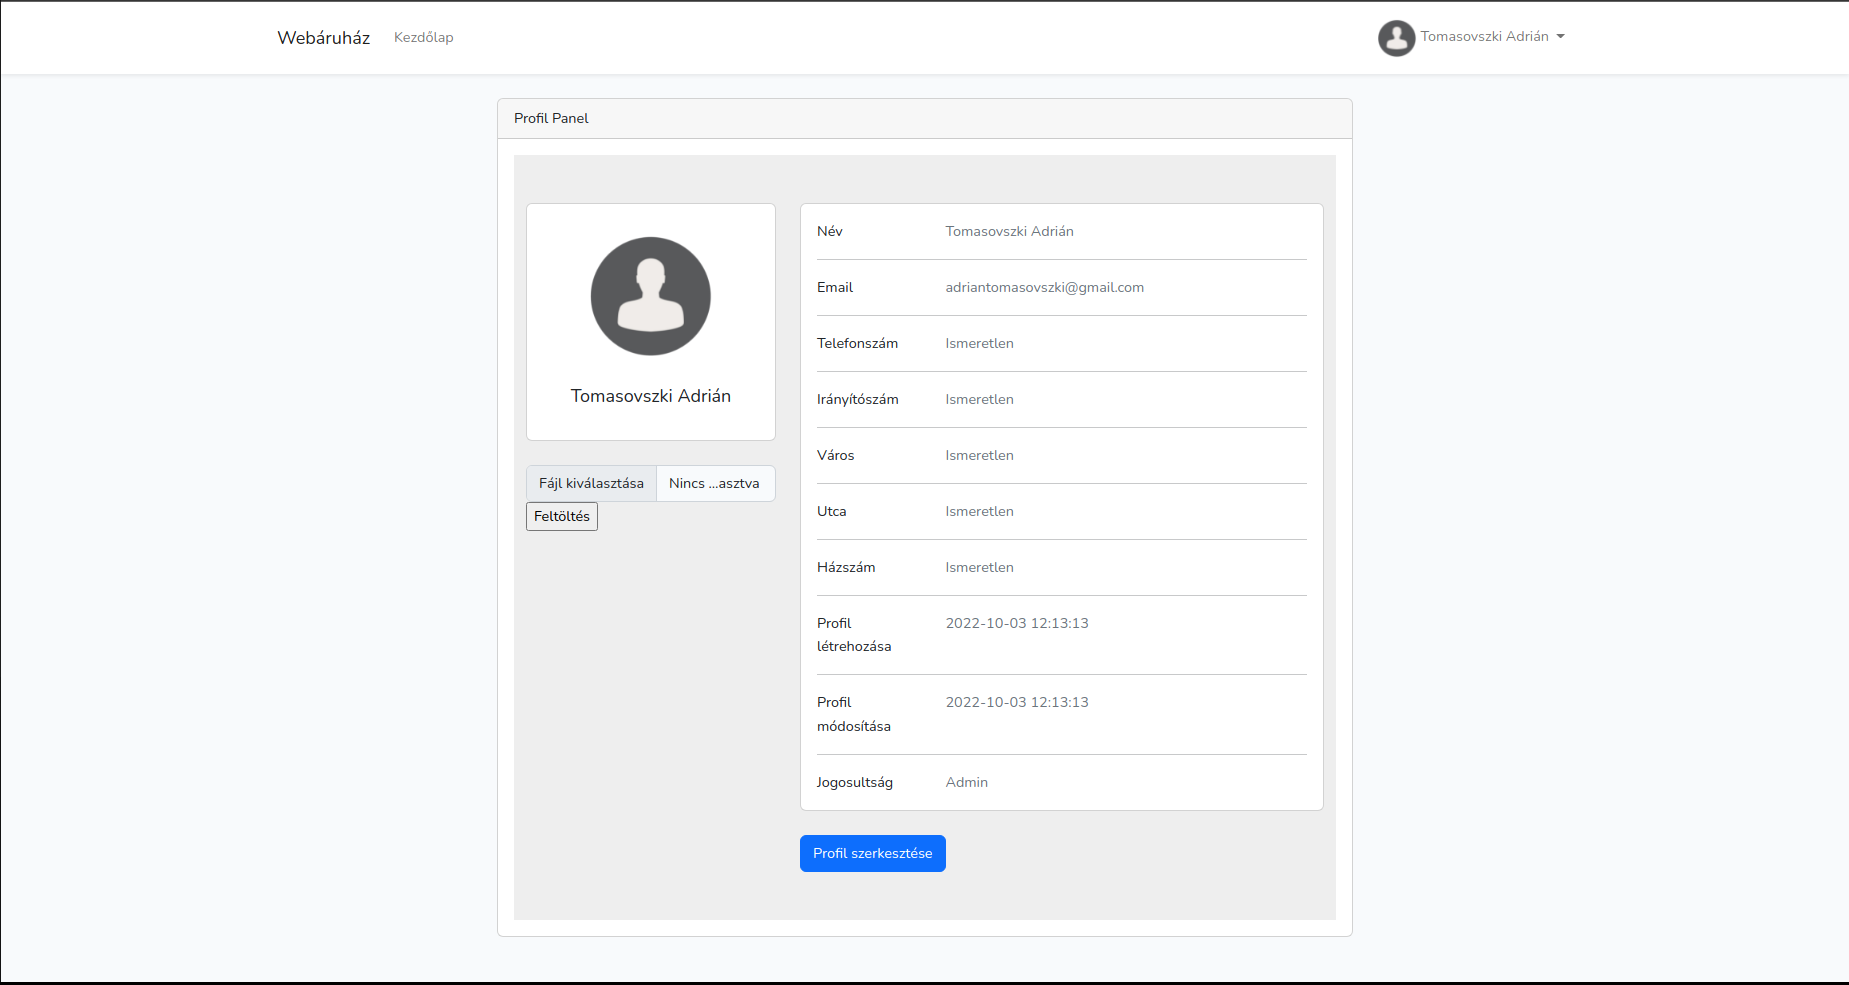 Webáruház Kezdőlap Tomasovszki Adrián
Profil Panel
Tomasovszki Adrián
Fájl kiválasztása Nincs ...asztva
Feltöltés
Név Tomasovszki Adrián
Email adriantomasovszki@gmail.com
Telefonszám Ismeretlen
Irányítószám Ismeretlen
Város Ismeretlen
Utca Ismeretlen
Házszám Ismeretlen
Profil 2022-10-03 12:13:13
létrehozása
Profil 2022-10-03 12:13:13
módosítása
Jogosultság Admin
Profil szerkesztése